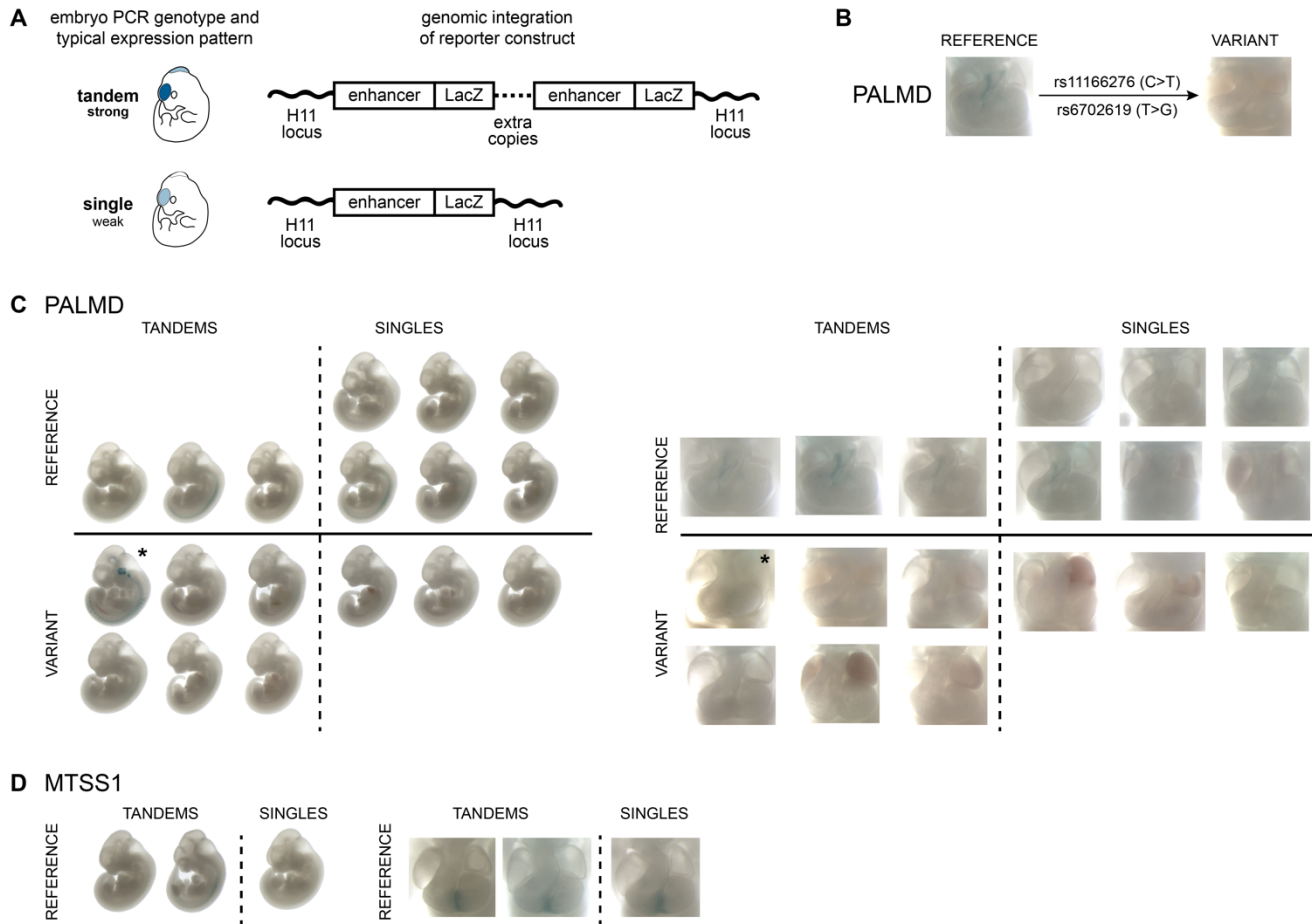 A
embryo PCR genotype and
typical expression pattern
genomic integration
of reporter construct
tandem
strong
enhancer
LacZ
enhancer
LacZ
H11
locus
extra
copies
H11
locus
single
weak
enhancer
LacZ
H11
locus
H11
locus
B
REFERENCE
VARIANT
PALMD
rs11166276 (C>T)
rs6702619 (T>G)
C PALMD
TANDEMS
SINGLES
REFERENCE
VARIANT
*
TANDEMS
SINGLES
REFERENCE
VARIANT
*
D MTSS1
TANDEMS
SINGLES
REFERENCE
TANDEMS
SINGLES
REFERENCE